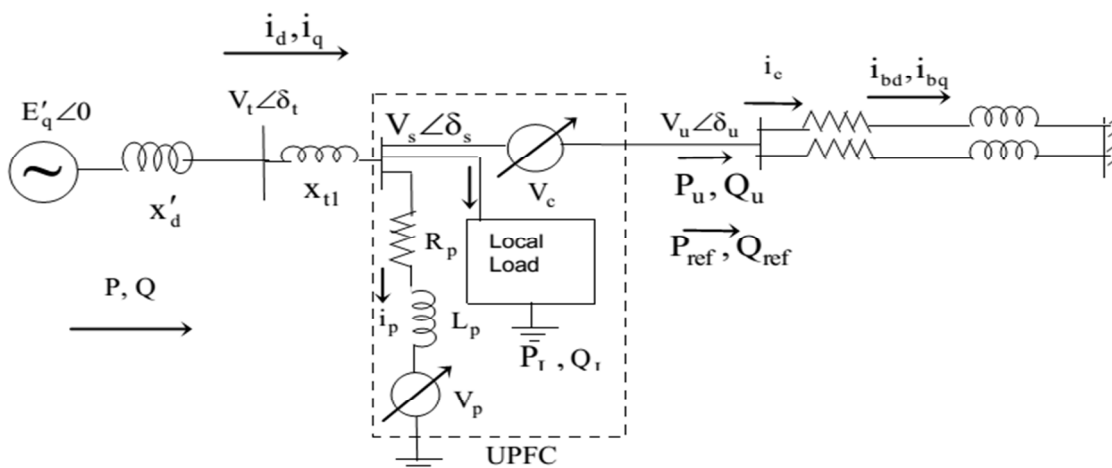 i_d, i_q
E'_q∠0
V_t∠δ_t
x'_d
x_t1
V_s∠δ_s
V_c
V_u∠δ_u
i_c
i_bd, i_bq
P_u, Q_u
P_ref, Q_ref
R_p
Local
Load
P, Q
i_p
L_p
P_L, Q_L
V_p
UPFC